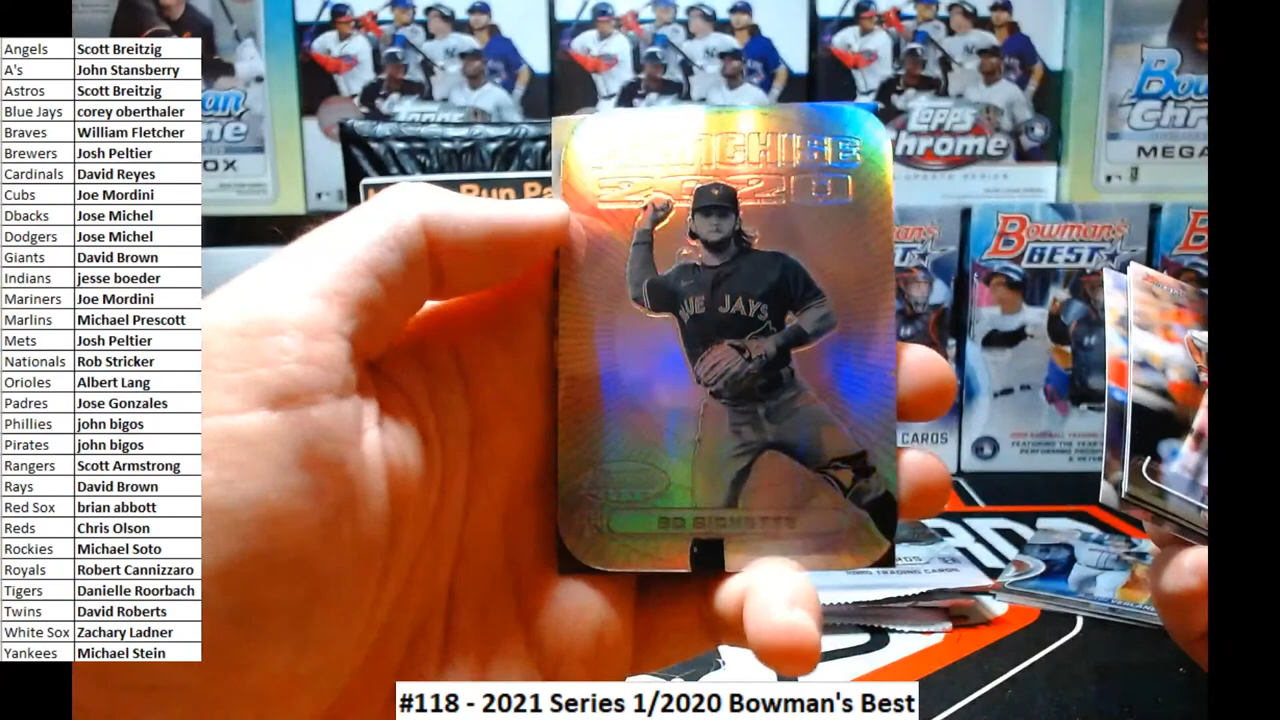 Angels Scott Breitzig
A's John Stansberry
Astros Scott Breitzig
Blue Jays corey oberthaler
Braves William Fletcher
Brewers Josh Peltier
Cardinals David Reyes
Cubs Joe Mordini
Dbacks Jose Michel
Dodgers Jose Michel
Giants David Brown
Indians jesse boeder
Mariners Joe Mordini
Marlins Michael Prescott
Mets Josh Peltier
Nationals Rob Stricker
Orioles Albert Lang
Padres Jose Gonzales
Phillies john bigos
Pirates john bigos
Rangers Scott Armstrong
Rays David Brown
Red Sox brian abbott
Reds Chris Olson
Rockies Michael Soto
Royals Robert Cannizzaro
Tigers Danielle Roorbach
Twins David Roberts
White Sox Zachary Ladner
Yankees Michael Stein
Topps
Chrome
MEGA
Bowman's
BEST
CARDS
2020
BLUE JAYS
BO BICHETTE
TRADING CARDS
#118 - 2021 Series 1/2020 Bowman's Best